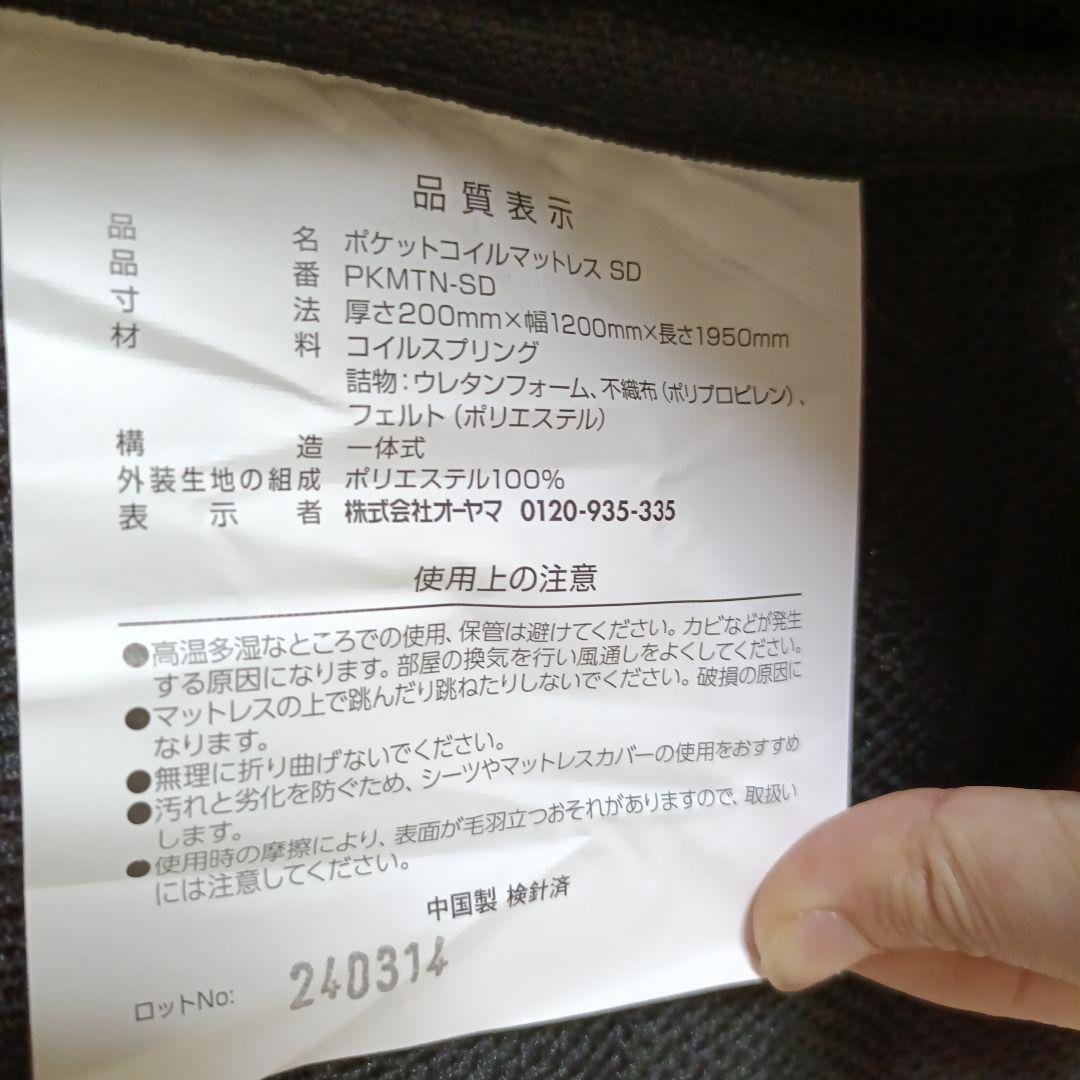 品質表示
品名 ポケットコイルマットレス SD
品番 PKMTN-SD
寸法 厚さ200mm×幅1200mm×長さ1950mm
材料 コイルスプリング
詰物：ウレタンフォーム、不織布（ポリプロピレン）、
フェルト（ポリエステル）
構造 一体式
外装生地の組成 ポリエステル100%
表示者 株式会社オーヤマ 0120-935-335
使用上の注意
●高温多湿なところでの使用、保管は避けてください。カビなどが発生
する原因になります。部屋の換気を行い風通しをよくしてください。
●マットレスの上で跳んだり跳ねたりしないでください。破損の原因に
なります。
●無理に折り曲げないでください。
●汚れと劣化を防ぐため、シーツやマットレスカバーの使用をおすすめ
します。
●使用時の摩擦により、表面が毛羽立つおそれがありますので、取扱い
には注意してください。
中国製 検針済
ロットNo: 240314